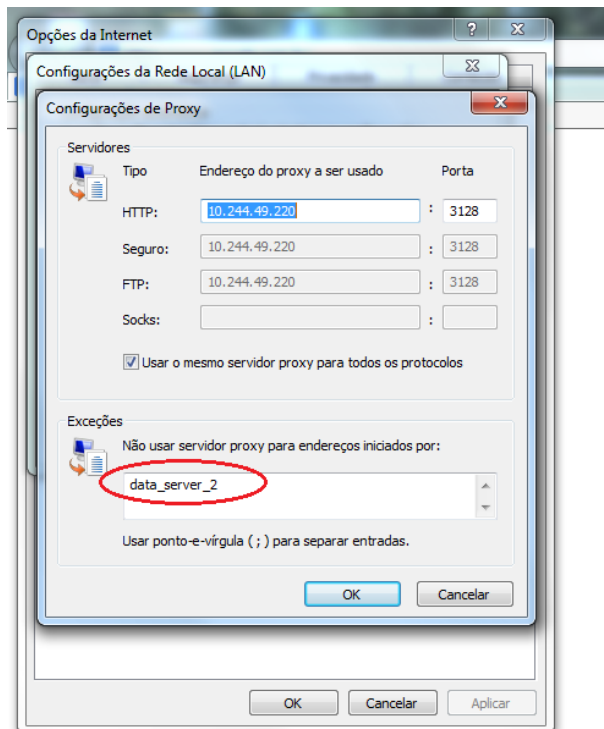 Opções da Internet
Configurações da Rede Local (LAN)
Configurações de Proxy
Servidores
Tipo Endereço do proxy a ser usado Porta
HTTP: 10.244.49.220 : 3128
Seguro: 10.244.49.220 : 3128
FTP: 10.244.49.220 : 3128
Socks: :
Usar o mesmo servidor proxy para todos os protocolos
Exceções
Não usar servidor proxy para endereços iniciados por:
data_server_2
Usar ponto-e-vírgula ( ; ) para separar entradas.
OK Cancelar
OK Cancelar Aplicar